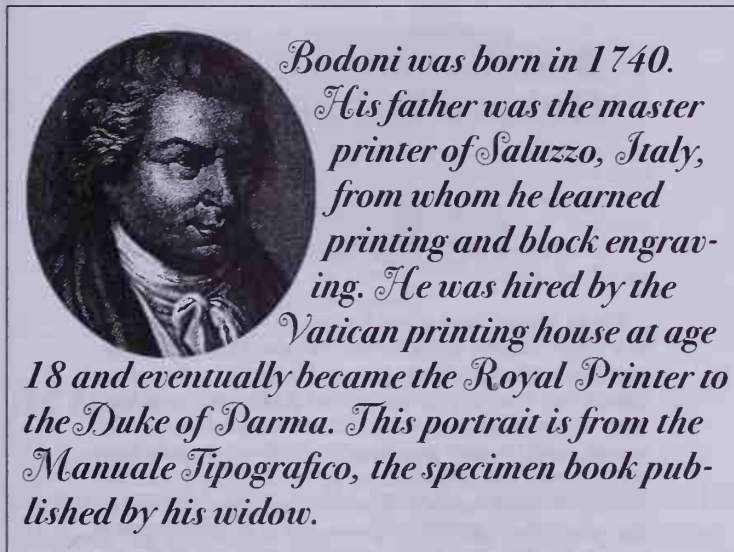 Bodoni was born in 1740.
His father was the master
printer of Saluzzo, Italy,
from whom he learned
printing and block engrav-
ing. He was hired by the
Vatican printing house at age
18 and eventually became the Royal Printer to
the Duke of Parma. This portrait is from the
Manuale Tipografico, the specimen book pub-
lished by his widow.